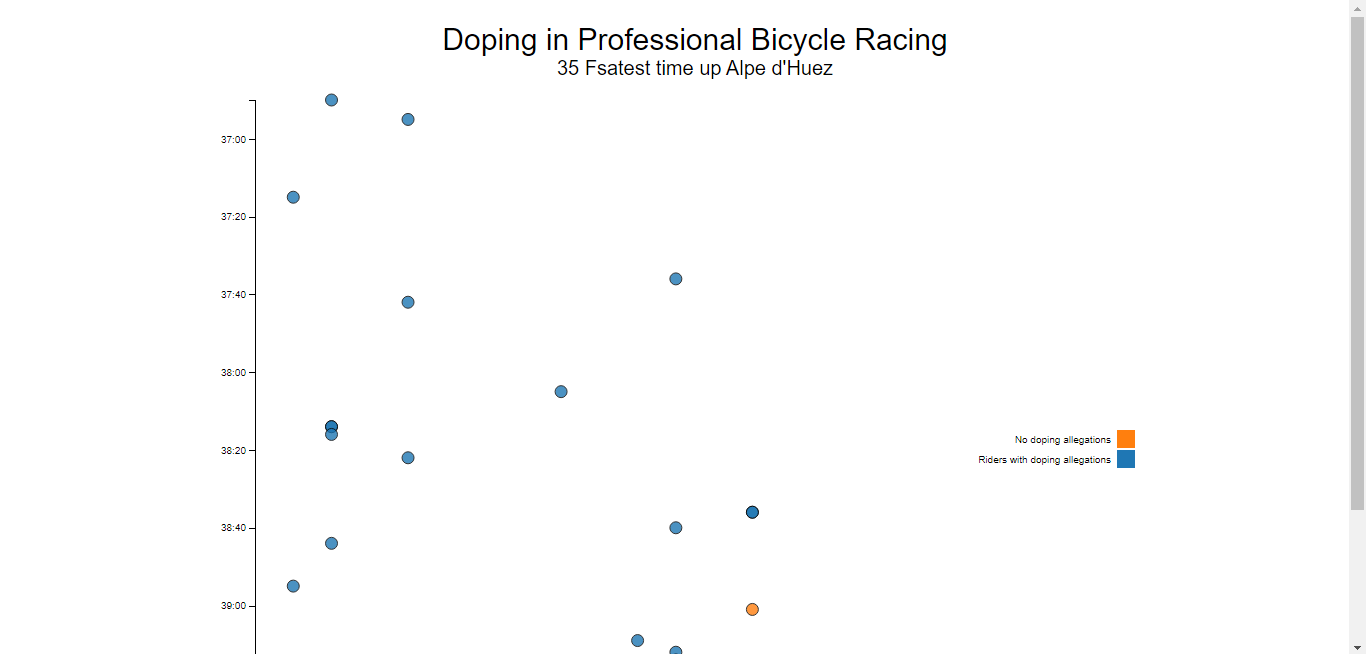 Doping in Professional Bicycle Racing
35 Fsatest time up Alpe d'Huez
37:00
37:20
37:40
38:00
38:20
38:40
39:00
No doping allegations
Riders with doping allegations